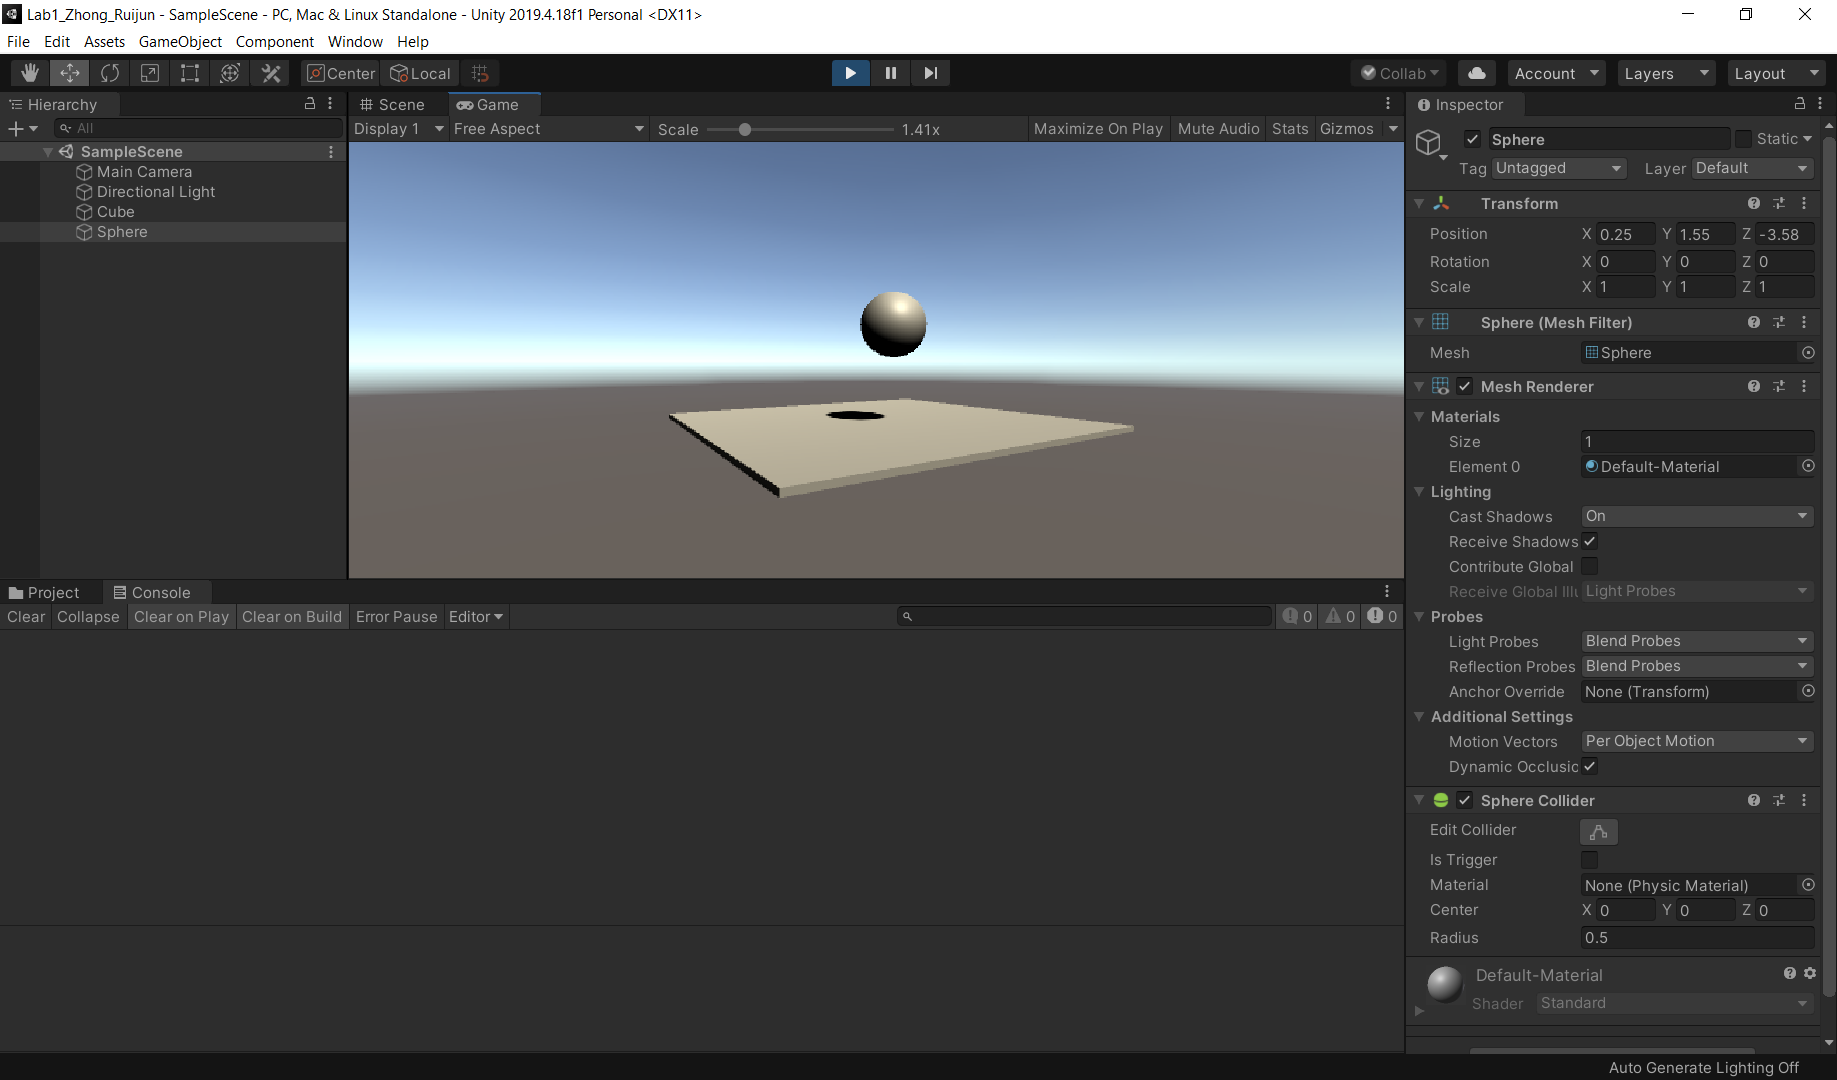 Lab1_Zhong_Ruijun - SampleScene - PC, Mac & Linux Standalone - Unity 2019.4.18f1 Personal <DX11>
File Edit Assets GameObject Component Window Help
Center Local Collab Account Layers Layout
Hierarchy
All
SampleScene
Main Camera
Directional Light
Cube
Sphere
Scene Game
Display 1 Free Aspect Scale 1.41x Maximize On Play Mute Audio Stats Gizmos
Project Console
Clear Collapse Clear on Play Clear on Build Error Pause Editor 0 0 0
Inspector
Sphere Static
Tag Untagged Layer Default
Transform
Position X 0.25 Y 1.55 Z -3.58
Rotation X 0 Y 0 Z 0
Scale X 1 Y 1 Z 1
Sphere (Mesh Filter)
Mesh Sphere
Mesh Renderer
Materials
Size 1
Element 0 Default-Material
Lighting
Cast Shadows On
Receive Shadows
Contribute Global
Receive Global Illu Light Probes
Probes
Light Probes Blend Probes
Reflection Probes Blend Probes
Anchor Override None (Transform)
Additional Settings
Motion Vectors Per Object Motion
Dynamic Occlusic
Sphere Collider
Edit Collider
Is Trigger
Material None (Physic Material)
Center X 0 Y 0 Z 0
Radius 0.5
Default-Material
Shader Standard
Auto Generate Lighting Off